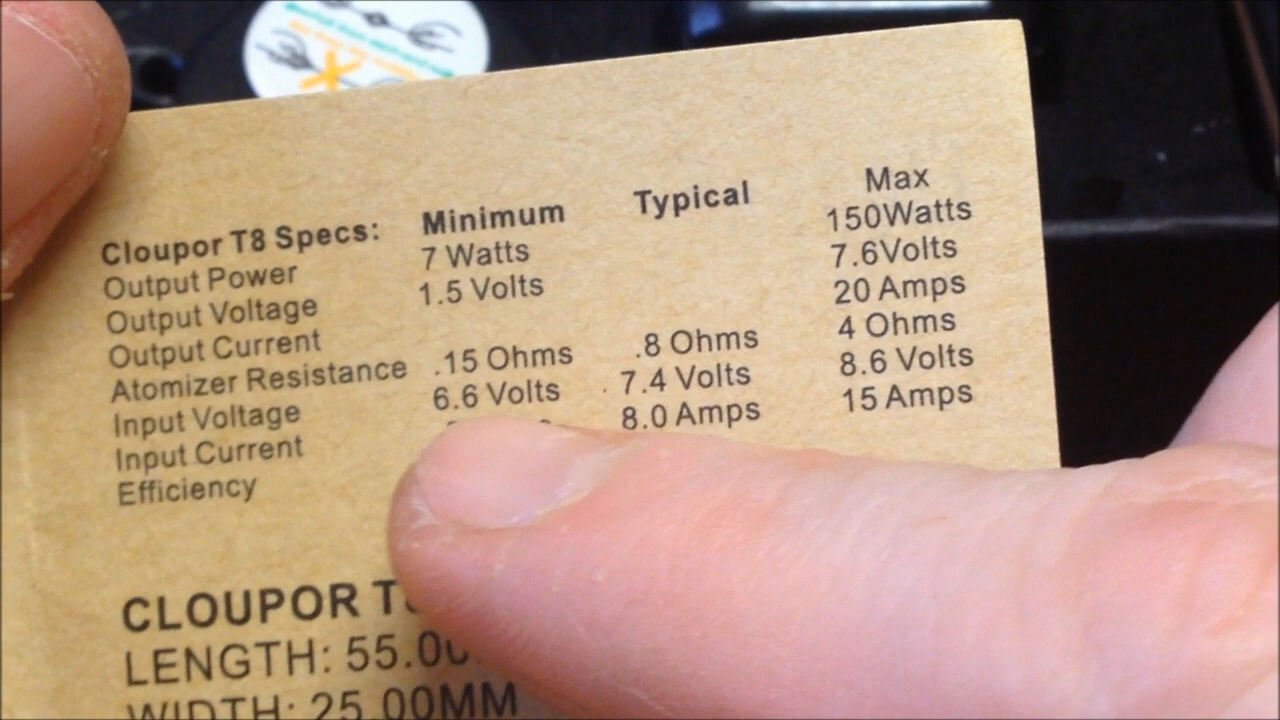 Cloupor T8 Specs: Minimum Typical Max
Output Power 7 Watts 150Watts
Output Voltage 1.5 Volts 7.6Volts
Output Current 20 Amps
Atomizer Resistance .15 Ohms .8 Ohms 4 Ohms
Input Voltage 6.6 Volts 7.4 Volts 8.6 Volts
Input Current 8.0 Amps 15 Amps
Efficiency
CLOUPOR
LENGTH:
WIDTH: 25.00MM